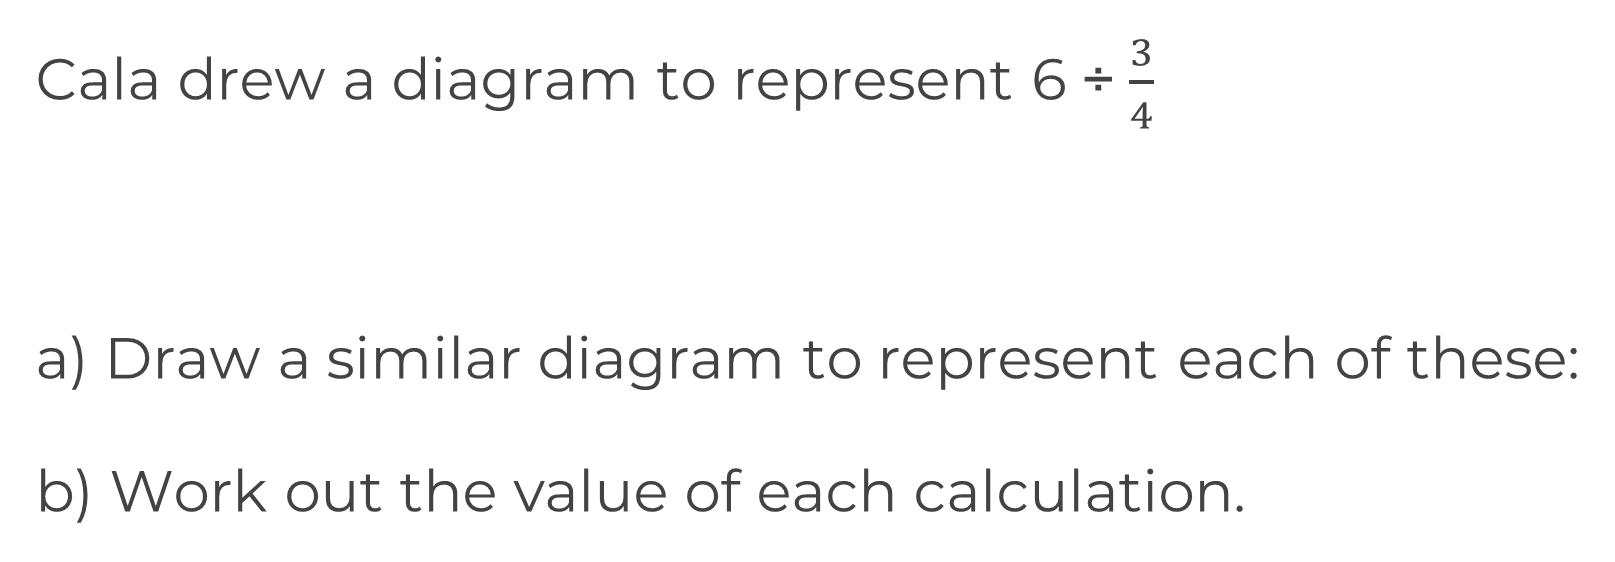 Cala drew a diagram to represent 6 ÷ 3/4
a) Draw a similar diagram to represent each of these:
b) Work out the value of each calculation.